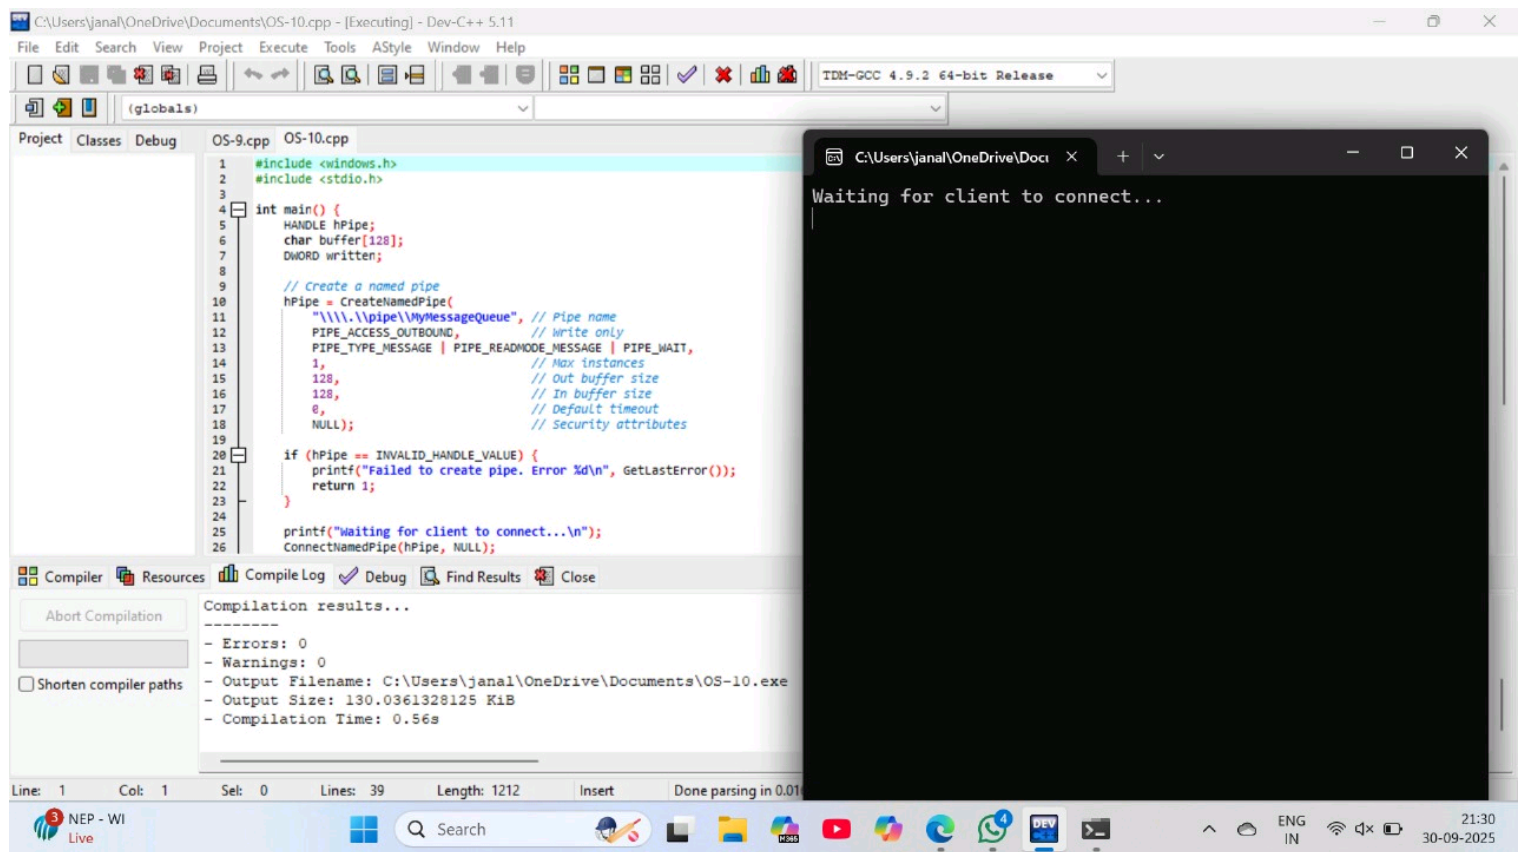 C:\Users\janal\OneDrive\Documents\OS-10.cpp - [Executing] - Dev-C++ 5.11
File Edit Search View Project Execute Tools AStyle Window Help
TDM-GCC 4.9.2 64-bit Release
(globals)
Project Classes Debug
OS-9.cpp OS-10.cpp
1 #include <windows.h>
2 #include <stdio.h>
3
4 int main() {
5 HANDLE hPipe;
6 char buffer[128];
7 DWORD written;
8
9 // Create a named pipe
10 hPipe = CreateNamedPipe(
11 "\\\\.\\pipe\\MyMessageQueue", // Pipe name
12 PIPE_ACCESS_OUTBOUND, // Write only
13 PIPE_TYPE_MESSAGE | PIPE_READMODE_MESSAGE | PIPE_WAIT,
14 1, // Max instances
15 128, // Out buffer size
16 128, // In buffer size
17 0, // Default timeout
18 NULL); // Security attributes
19
20 if (hPipe == INVALID_HANDLE_VALUE) {
21 printf("Failed to create pipe. Error %d\n", GetLastError());
22 return 1;
23 }
24
25 printf("Waiting for client to connect...\n");
26 ConnectNamedPipe(hPipe, NULL);
C:\Users\janal\OneDrive\Docu
Waiting for client to connect...
Compiler Resources Compile Log Debug Find Results Close
Abort Compilation
Shorten compiler paths
Compilation results...
--------
- Errors: 0
- Warnings: 0
- Output Filename: C:\Users\janal\OneDrive\Documents\OS-10.exe
- Output Size: 130.0361328125 KiB
- Compilation Time: 0.56s
Line: 1 Col: 1 Sel: 0 Lines: 39 Length: 1212 Insert Done parsing in 0.01
3
NEP - WI
Live
Search
M365
4
DEV
ENG
IN
21:30
30-09-2025